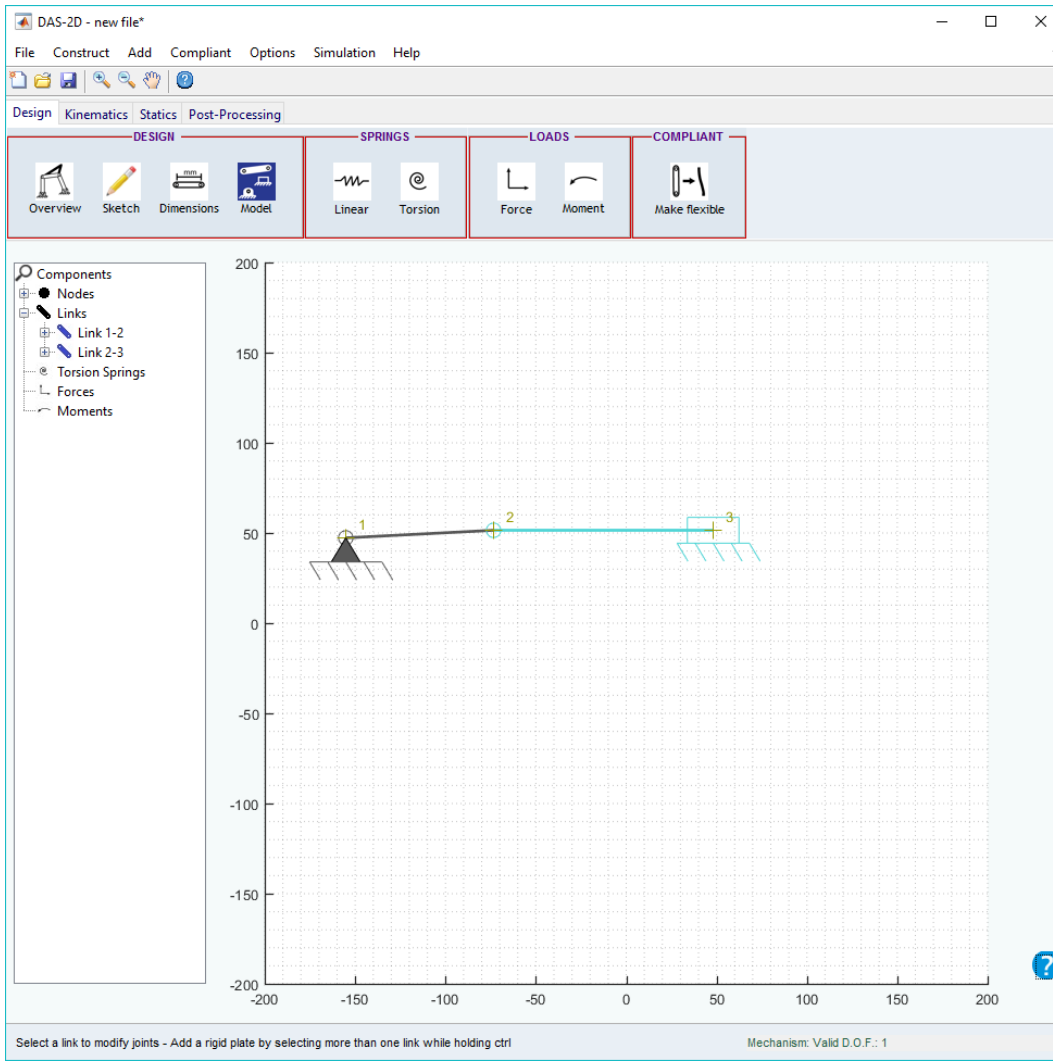 DAS-2D - new file*
File Construct Add Compliant Options Simulation Help
Design Kinematics Statics Post-Processing
DESIGN SPRINGS LOADS COMPLIANT
mm
Overview Sketch Dimensions Model Linear Torsion Force Moment Make flexible
Components
Nodes
Links
Link 1-2
Link 2-3
Torsion Springs
Forces
Moments
200
150
100
50
0
-50
-100
-150
-200
1
2
3
-200 -150 -100 -50 0 50 100 150 200
?
Select a link to modify joints - Add a rigid plate by selecting more than one link while holding ctrl Mechanism: Valid D.O.F.: 1